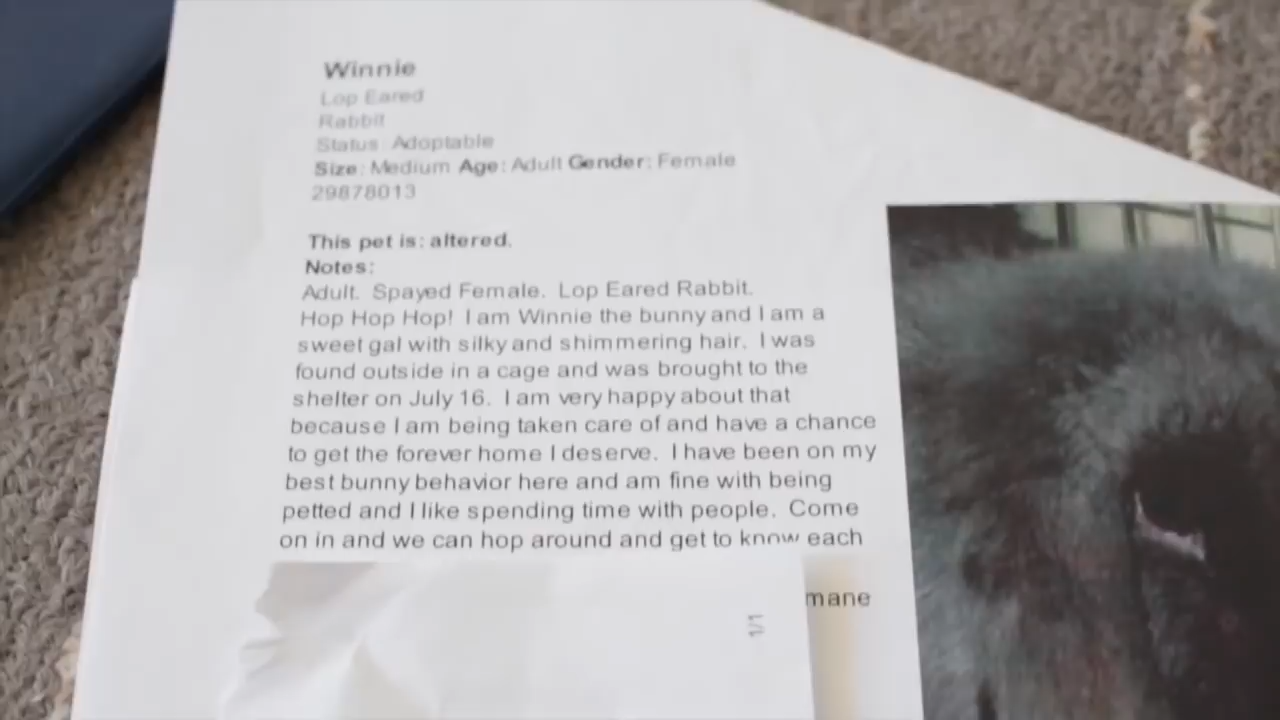 Winnie
Lop Eared
Rabbit
Status: Adoptable
Size: Medium Age: Adult Gender: Female
29878013
This pet is: altered.
Notes:
Adult. Spayed Female. Lop Eared Rabbit.
Hop Hop Hop! I am Winnie the bunny and I am a
sweet gal with silky and shimmering hair. I was
found outside in a cage and was brought to the
shelter on July 16. I am very happy about that
because I am being taken care of and have a chance
to get the forever home I deserve. I have been on my
best bunny behavior here and am fine with being
petted and I like spending time with people. Come
on in and we can hop around and get to know each
mane
1/1